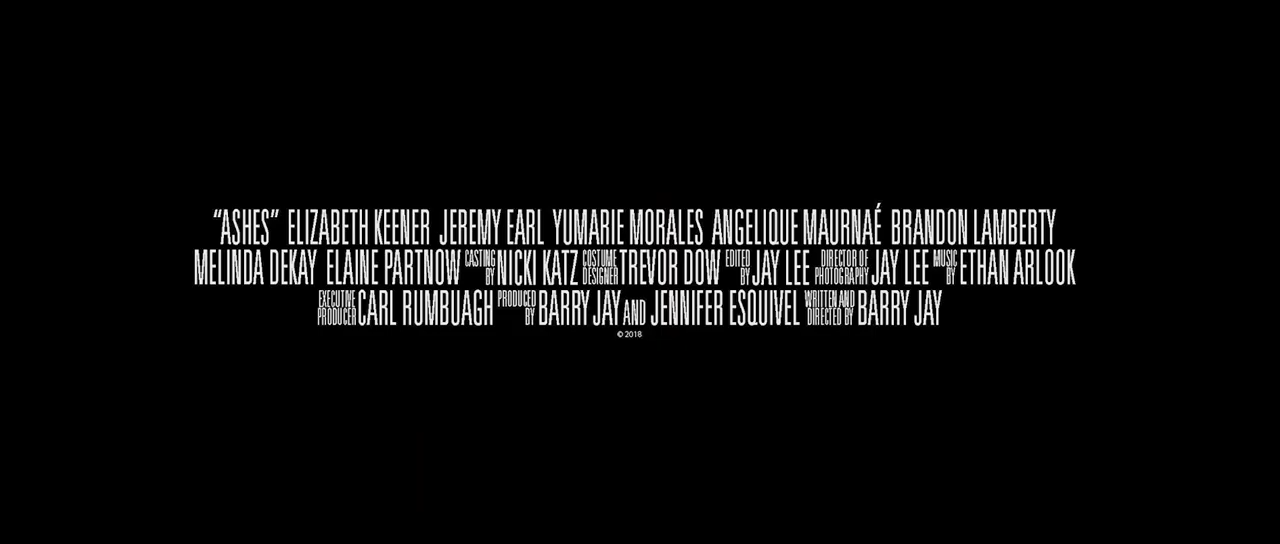 “ASHES” ELIZABETH KEENER JEREMY EARL YUMARIE MORALES ANGELIQUE MAURNAÉ BRANDON LAMBERTY
MELINDA DEKAY ELAINE PARTNOW CASTING BY NICKI KATZ COSTUME DESIGNER TREVOR DOW EDITED BY JAY LEE DIRECTOR OF PHOTOGRAPHY JAY LEE MUSIC BY ETHAN ARLOOK
EXECUTIVE PRODUCER CARL RUMBUAGH PRODUCED BY BARRY JAY AND JENNIFER ESQUIVEL WRITTEN AND DIRECTED BY BARRY JAY
© 2018